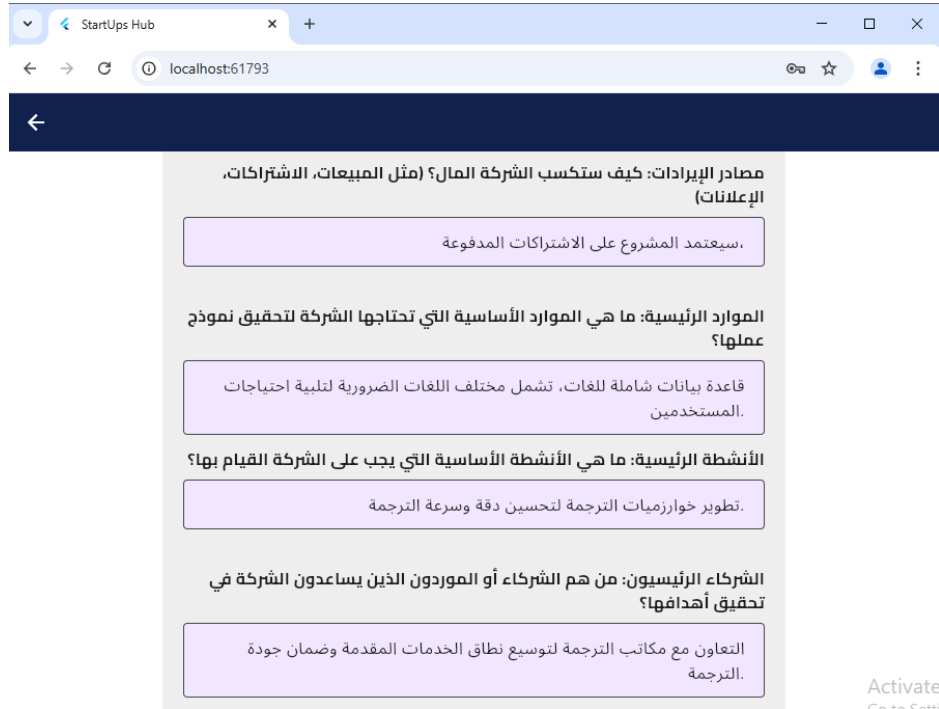 StartUps Hub
localhost:61793
مصادر الإيرادات: كيف ستكسب الشركة المال؟ (مثل المبيعات، الاشتراكات،
الإعلانات)
،سيعتمد المشروع على الاشتراكات المدفوعة
الموارد الرئيسية: ما هي الموارد الأساسية التي تحتاجها الشركة لتحقيق نموذج
عملها؟
قاعدة بيانات شاملة للغات، تشمل مختلف اللغات الضرورية لتلبية احتياجات
.المستخدمين
الأنشطة الرئيسية: ما هي الأنشطة الأساسية التي يجب على الشركة القيام بها؟
.تطوير خوارزميات الترجمة لتحسين دقة وسرعة الترجمة
الشركاء الرئيسيون: من هم الشركاء أو الموردون الذين يساعدون الشركة في
تحقيق أهدافها؟
التعاون مع مكاتب الترجمة لتوسيع نطاق الخدمات المقدمة وضمان جودة
.الترجمة
Activate